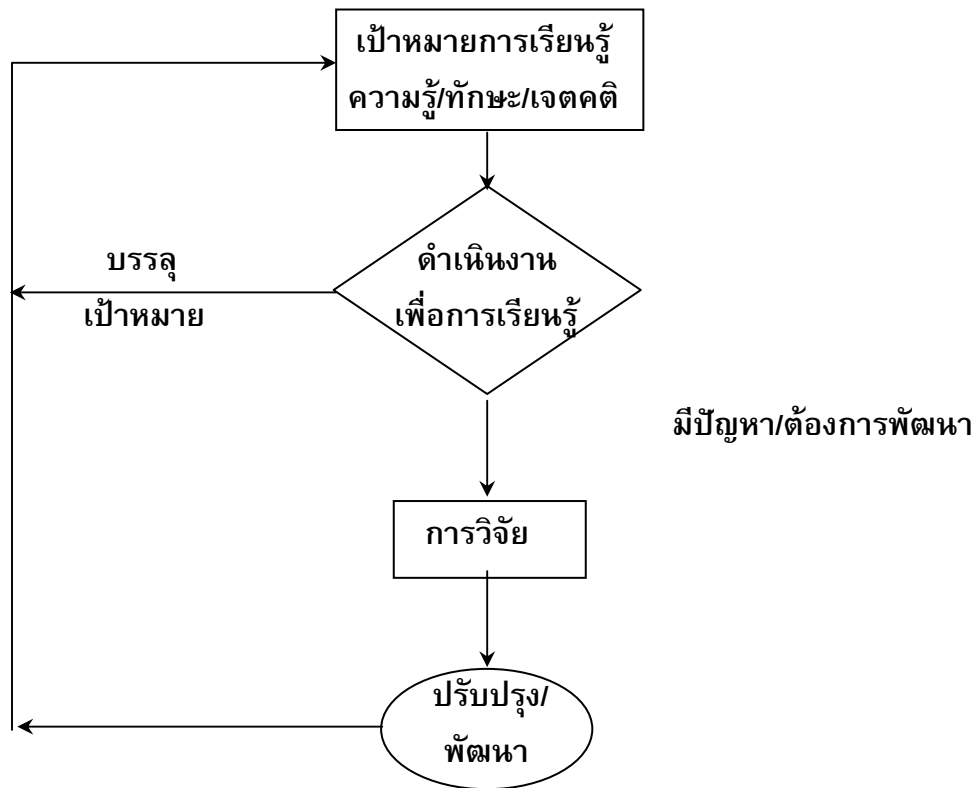 เป้าหมายการเรียนรู้
ความรู้/ทักษะ/เจตคติ
บรรลุ
เป้าหมาย
ดำเนินงาน
เพื่อการเรียนรู้
มีปัญหา/ต้องการพัฒนา
การวิจัย
ปรับปรุง/
พัฒนา